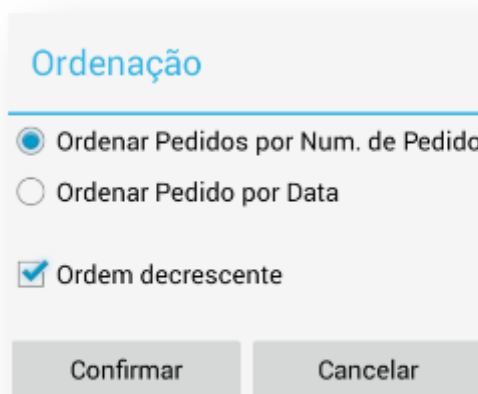 Ordenação
Ordenar Pedidos por Num. de Pedido
Ordenar Pedido por Data
Ordem decrescente
Confirmar Cancelar